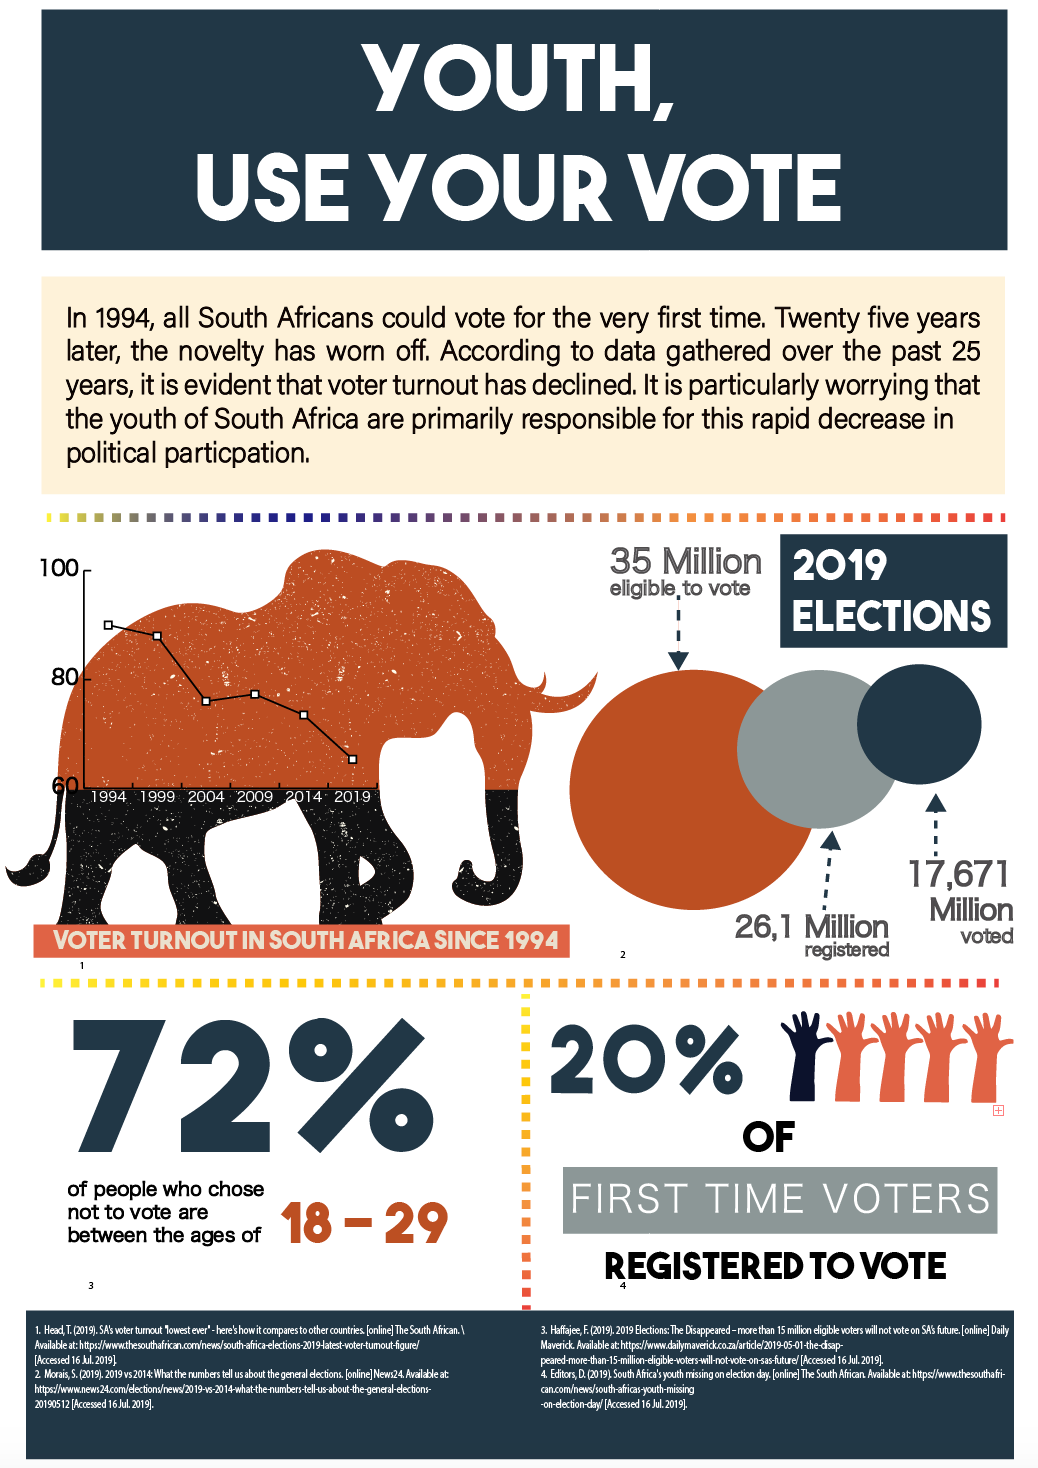 YOUTH,
USE YOUR VOTE
In 1994, all South Africans could vote for the very first time. Twenty five years
later, the novelty has worn off. According to data gathered over the past 25
years, it is evident that voter turnout has declined. It is particularly worrying that
the youth of South Africa are primarily responsible for this rapid decrease in
political particpation.
100
80
60
1994 1999 2004 2009 2014 2019
VOTER TURNOUT IN SOUTH AFRICA SINCE 1994
1
35 Million
eligible to vote
2019
ELECTIONS
26,1 Million
registered
17,671
Million
voted
2
72%
of people who chose
not to vote are
between the ages of
18 – 29
3
20%
OF
FIRST TIME VOTERS
REGISTERED TO VOTE
4
1. Head, T. (2019). SA's voter turnout "lowest ever" - here's how it compares to other countries. [online] The South African. \
Available at: https://www.thesouthafrican.com/news/south-africa-elections-2019-latest-voter-turnout-figure/
[Accessed 16 Jul. 2019].
2 Morais, S. (2019). 2019 vs 2014: What the numbers tell us about the general elections. [online] News24. Available at:
https://www.news24.com/elections/news/2019-vs-2014-what-the-numbers-tell-us-about-the-general-elections-
20190512 [Accessed 16 Jul. 2019].
3. Haffajee, F. (2019). 2019 Elections: The Disappeared – more than 15 million eligible voters will not vote on SA's future. [online] Daily
Maverick. Available at: https://www.dailymaverick.co.za/article/2019-05-01-the-disap-
peared-more-than-15-million-eligible-voters-will-not-vote-on-sas-future/ [Accessed 16 Jul. 2019].
4. Editors, D. (2019). South Africa's youth missing on election day. [online] The South African. Available at: https://www.thesouthafri-
can.com/news/south-africas-youth-missing
-on-election-day/ [Accessed 16 Jul. 2019].